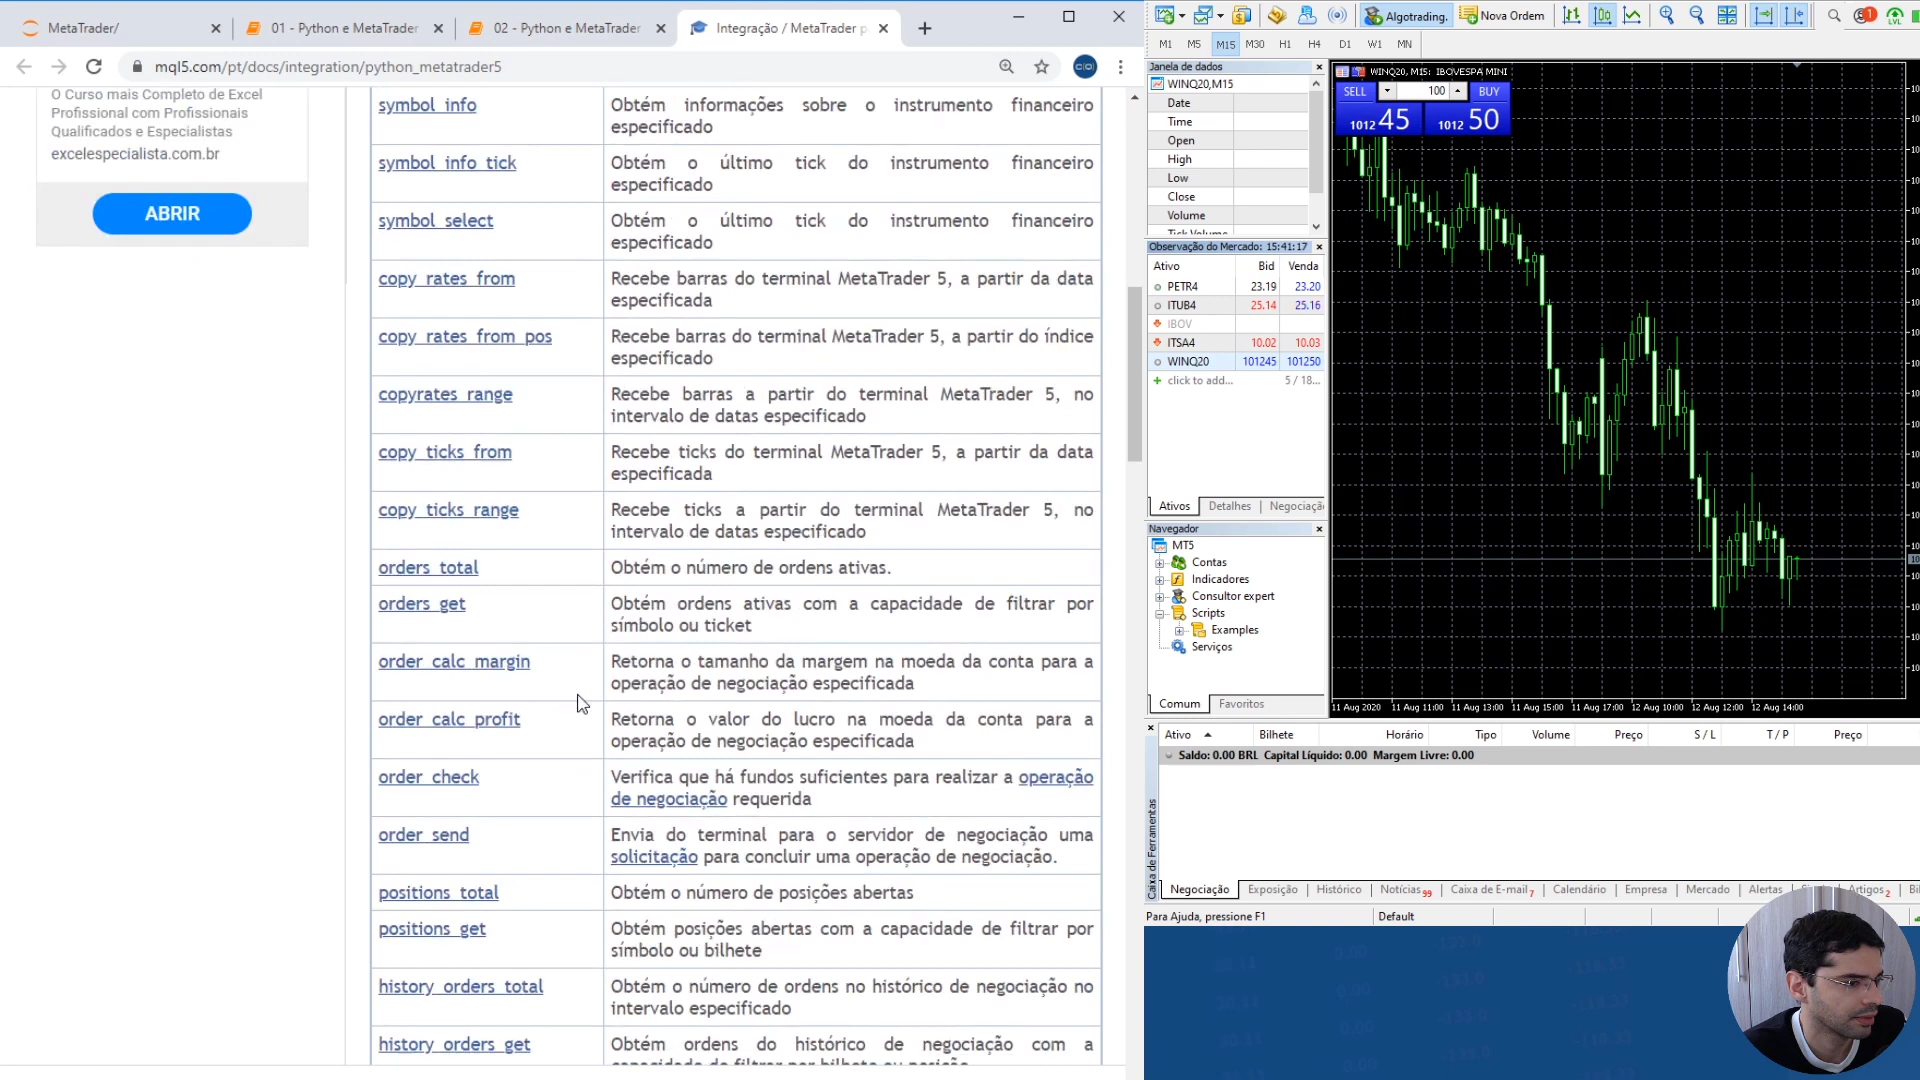 MetaTrader/
01 - Python e MetaTrader
02 - Python e MetaTrader
Integração / MetaTrader p
mql5.com/pt/docs/integration/python_metatrader5
O Curso mais Completo de Excel
Profissional com Profissionais
Qualificados e Especialistas
excelespecialista.com.br
ABRIR
symbol_info
Obtém informações sobre o instrumento financeiro
especificado
symbol_info_tick
Obtém o último tick do instrumento financeiro
especificado
symbol_select
Obtém o último tick do instrumento financeiro
especificado
copy_rates_from
Recebe barras do terminal MetaTrader 5, a partir da data
especificada
copy_rates_from_pos
Recebe barras do terminal MetaTrader 5, a partir do índice
especificado
copyrates_range
Recebe barras a partir do terminal MetaTrader 5, no
intervalo de datas especificado
copy_ticks_from
Recebe ticks do terminal MetaTrader 5, a partir da data
especificada
copy_ticks_range
Recebe ticks a partir do terminal MetaTrader 5, no
intervalo de datas especificado
orders_total
Obtém o número de ordens ativas.
orders_get
Obtém ordens ativas com a capacidade de filtrar por
símbolo ou ticket
order_calc_margin
Retorna o tamanho da margem na moeda da conta para a
operação de negociação especificada
order_calc_profit
Retorna o valor do lucro na moeda da conta para a
operação de negociação especificada
order_check
Verifica que há fundos suficientes para realizar a operação
de negociação requerida
order_send
Envia do terminal para o servidor de negociação uma
solicitação para concluir uma operação de negociação.
positions_total
Obtém o número de posições abertas
positions_get
Obtém posições abertas com a capacidade de filtrar por
símbolo ou bilhete
history_orders_total
Obtém o número de ordens no histórico de negociação no
intervalo especificado
history_orders_get
Obtém ordens do histórico de negociação com a
capacidade de filtrar por bilhete ou posição
Algotrading.
Nova Ordem
1
LVL
M1 M5 M15 M30 H1 H4 D1 W1 MN
Janela de dados
WINQ20,M15
Date
Time
Open
High
Low
Close
Volume
Tick Volume
Observação do Mercado: 15:41:17
Ativo Bid Venda
PETR4 23.19 23.20
ITUB4 25.14 25.16
IBOV
ITSA4 10.02 10.03
WINQ20 101245 101250
click to add... 5 / 18...
Ativos Detalhes Negociaçã
Navegador
MT5
Contas
Indicadores
Consultor expert
Scripts
Examples
Serviços
Comum Favoritos
WINQ20, M15: IBOVESPA MINI
SELL 100 BUY
1012 45 1012 50
11 Aug 2020 11 Aug 11:00 11 Aug 13:00 11 Aug 15:00 11 Aug 17:00 12 Aug 10:00 12 Aug 12:00 12 Aug 14:00
Ativo Bilhete Horário Tipo Volume Preço S / L T / P Preço
Saldo: 0.00 BRL Capital Líquido: 0.00 Margem Livre: 0.00
Caixa de Ferramentas
Negociação Exposição Histórico Notícias 99 Caixa de E-mail 7 Calendário Empresa Mercado Alertas Artigos 2
Para Ajuda, pressione F1
Default